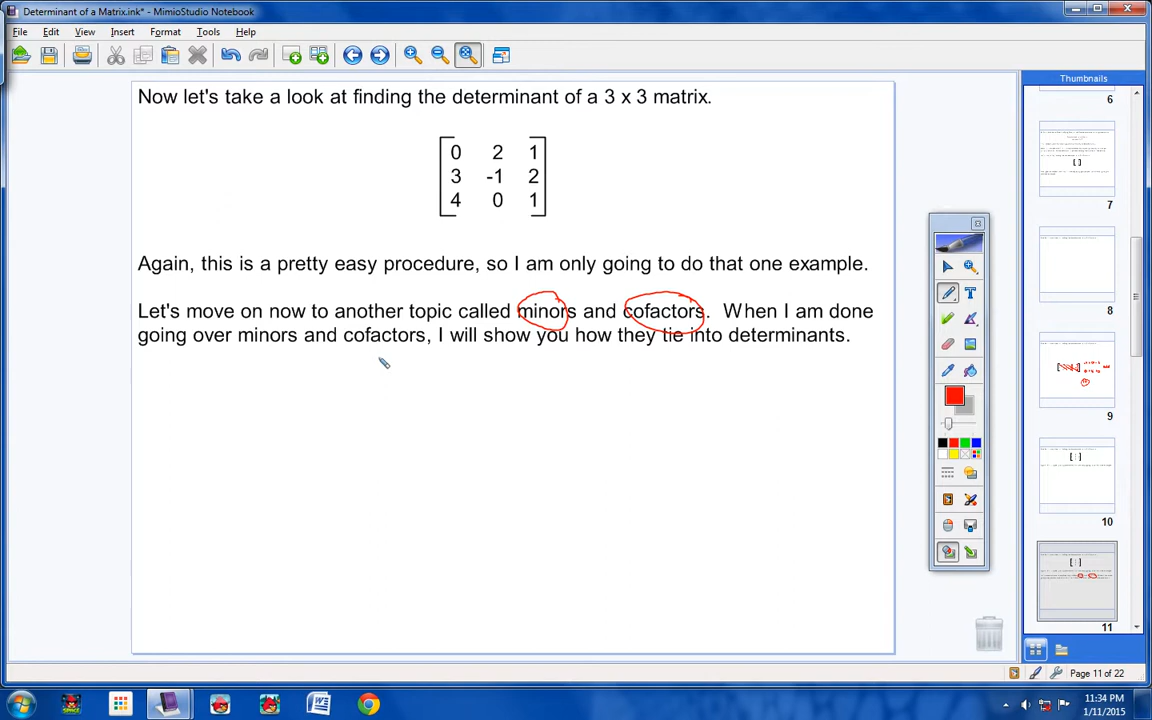 Determinant of a Matrix.ink* - MimioStudio Notebook
File Edit View Insert Format Tools Help
Thumbnails
Now let's take a look at finding the determinant of a 3 x 3 matrix.
0 2 1
3 -1 2
4 0 1
Again, this is a pretty easy procedure, so I am only going to do that one example.
Let's move on now to another topic called minors and cofactors. When I am done
going over minors and cofactors, I will show you how they tie into determinants.
6
7
8
9
10
11
Page 11 of 22
11:34 PM
1/11/2015